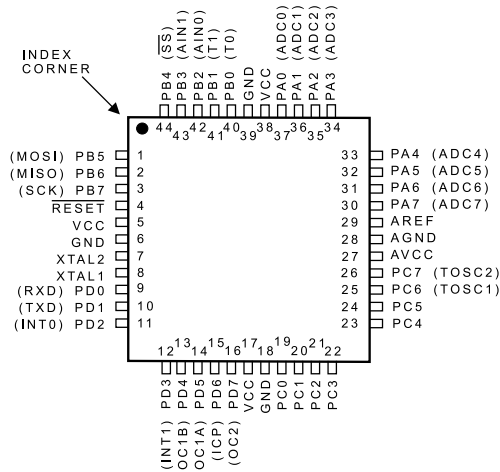 INDEX
CORNER
PB4 (SS)
PB3 (AIN1)
PB2 (AIN0)
PB1 (T1)
PB0 (T0)
GND
VCC
PA0 (ADC0)
PA1 (ADC1)
PA2 (ADC2)
PA3 (ADC3)
44 43 42 41 40 39 38 37 36 35 34
(MOSI) PB5 1
(MISO) PB6 2
(SCK) PB7 3
RESET 4
VCC 5
GND 6
XTAL2 7
XTAL1 8
(RXD) PD0 9
(TXD) PD1 10
(INT0) PD2 11
33 PA4 (ADC4)
32 PA5 (ADC5)
31 PA6 (ADC6)
30 PA7 (ADC7)
29 AREF
28 AGND
27 AVCC
26 PC7 (TOSC2)
25 PC6 (TOSC1)
24 PC5
23 PC4
12 13 14 15 16 17 18 19 20 21 22
(INT1) PD3
OC1B) PD4
OC1A) PD5
(ICP) PD6
(OC2) PD7
VCC
GND
PC0
PC1
PC2
PC3